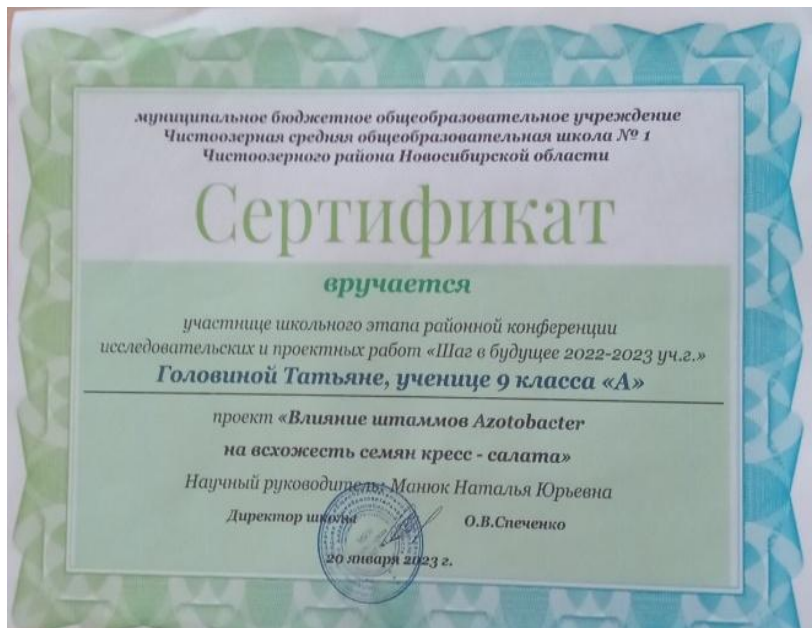 муниципальное бюджетное общеобразовательное учреждение
Чистоозерная средняя общеобразовательная школа № 1
Чистоозерного района Новосибирской области
Сертификат
вручается
участнице школьного этапа районной конференции
исследовательских и проектных работ «Шаг в будущее 2022-2023 уч.г.»
Головиной Татьяне, ученице 9 класса «А»
проект «Влияние штаммов Azotobacter
на всхожесть семян кресс - салата»
Научный руководитель: Манюк Наталья Юрьевна
Директор школы О.В.Спеченко
20 января 2023 г.